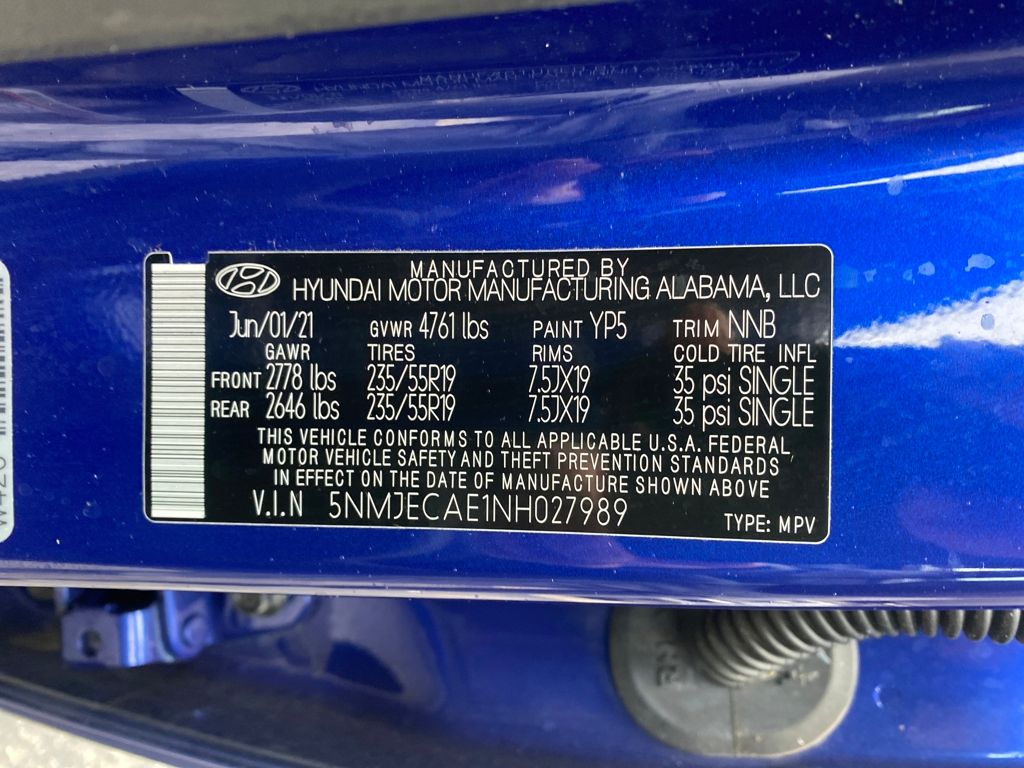 MANUFACTURED BY
HYUNDAI MOTOR MANUFACTURING ALABAMA, LLC
Jun/01/21 GVWR 4761 lbs PAINT YP5 TRIM NNB
GAWR TIRES RIMS COLD TIRE INFL
FRONT 2778 lbs 235/55R19 7.5JX19 35 psi SINGLE
REAR 2646 lbs 235/55R19 7.5JX19 35 psi SINGLE
THIS VEHICLE CONFORMS TO ALL APPLICABLE U.S.A. FEDERAL
MOTOR VEHICLE SAFETY AND THEFT PREVENTION STANDARDS
IN EFFECT ON THE DATE OF MANUFACTURE SHOWN ABOVE
V.I.N 5NMJECAE1NH027989
TYPE: MPV